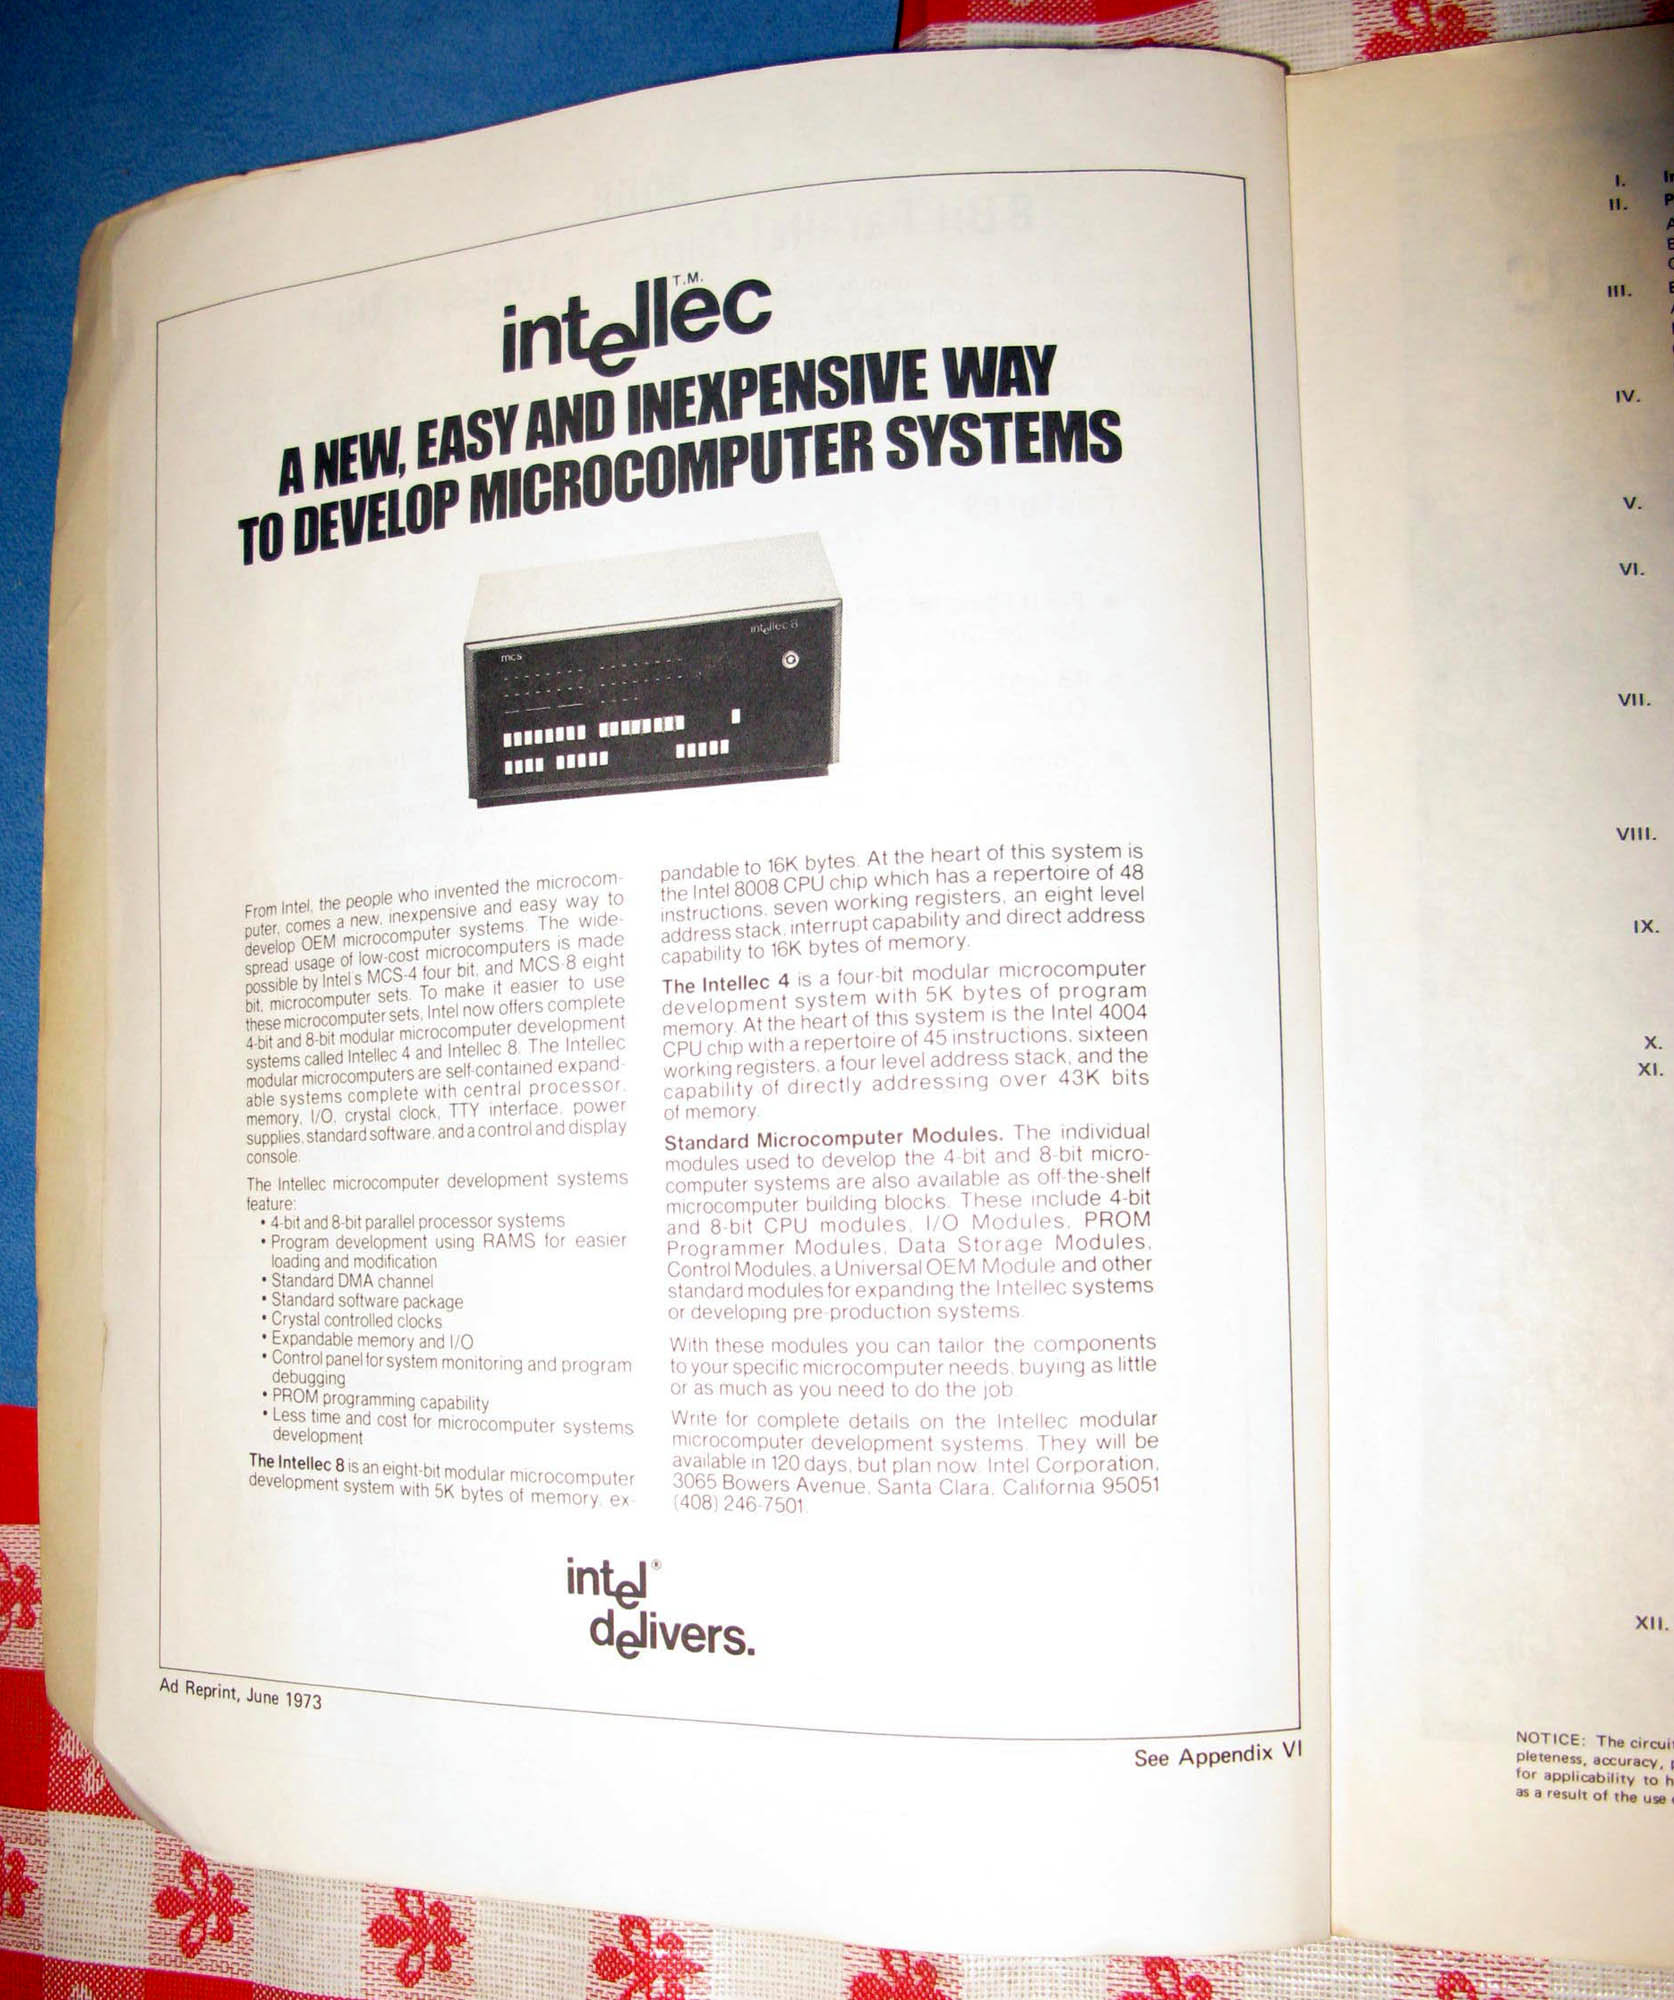 intellec T.M.
A NEW, EASY AND INEXPENSIVE WAY
TO DEVELOP MICROCOMPUTER SYSTEMS
mcs
intellec 8
From Intel, the people who invented the microcom-
puter, comes a new, inexpensive and easy way to
develop OEM microcomputer systems. The wide-
spread usage of low-cost microcomputers is made
possible by Intel's MCS-4 four bit, and MCS-8 eight
bit, microcomputer sets. To make it easier to use
these microcomputer sets, Intel now offers complete
4-bit and 8-bit modular microcomputer development
systems called Intellec 4 and Intellec 8. The Intellec
modular microcomputers are self-contained expand-
able systems complete with central processor,
memory, I/O, crystal clock, TTY interface, power
supplies, standard software, and a control and display
console.
The Intellec microcomputer development systems
feature:
• 4-bit and 8-bit parallel processor systems
• Program development using RAMS for easier
loading and modification
• Standard DMA channel
• Standard software package
• Crystal controlled clocks
• Expandable memory and I/O
• Control panel for system monitoring and program
debugging
• PROM programming capability
• Less time and cost for microcomputer systems
development
The Intellec 8 is an eight-bit modular microcomputer
development system with 5K bytes of memory, ex-
pandable to 16K bytes. At the heart of this system is
the Intel 8008 CPU chip which has a repertoire of 48
instructions, seven working registers, an eight level
address stack, interrupt capability and direct address
capability to 16K bytes of memory.
The Intellec 4 is a four-bit modular microcomputer
development system with 5K bytes of program
memory. At the heart of this system is the Intel 4004
CPU chip with a repertoire of 45 instructions, sixteen
working registers, a four level address stack, and the
capability of directly addressing over 43K bits
of memory.
Standard Microcomputer Modules. The individual
modules used to develop the 4-bit and 8-bit micro-
computer systems are also available as off-the-shelf
microcomputer building blocks. These include 4-bit
and 8-bit CPU modules, I/O Modules, PROM
Programmer Modules, Data Storage Modules,
Control Modules, a Universal OEM Module and other
standard modules for expanding the Intellec systems
or developing pre-production systems.
With these modules you can tailor the components
to your specific microcomputer needs, buying as little
or as much as you need to do the job.
Write for complete details on the Intellec modular
microcomputer development systems. They will be
available in 120 days, but plan now. Intel Corporation,
3065 Bowers Avenue, Santa Clara, California 95051
(408) 246-7501.
intel®
delivers.
Ad Reprint, June 1973
See Appendix VI
I.
II.
III.
IV.
V.
VI.
VII.
VIII.
IX.
X.
XI.
XII.
NOTICE: The
pleteness, accuracy,
for applicability to
as a result of the use